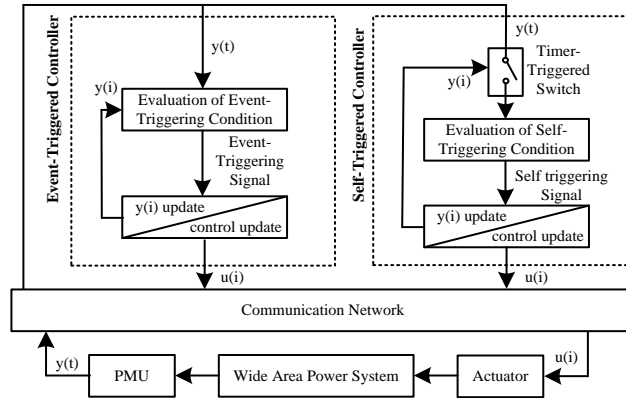 Event-Triggered Controller
y(t)
y(i)
Evaluation of Event-
Triggering Condition
Event-
Triggering
Signal
y(i) update
control update
u(i)
Self-Triggered Controller
y(t)
Timer-
Triggered
Switch
y(i)
Evaluation of Self-
Triggering Condition
Self triggering
Signal
y(i) update
control update
u(i)
Communication Network
y(t)
u(i)
PMU
Wide Area Power System
Actuator